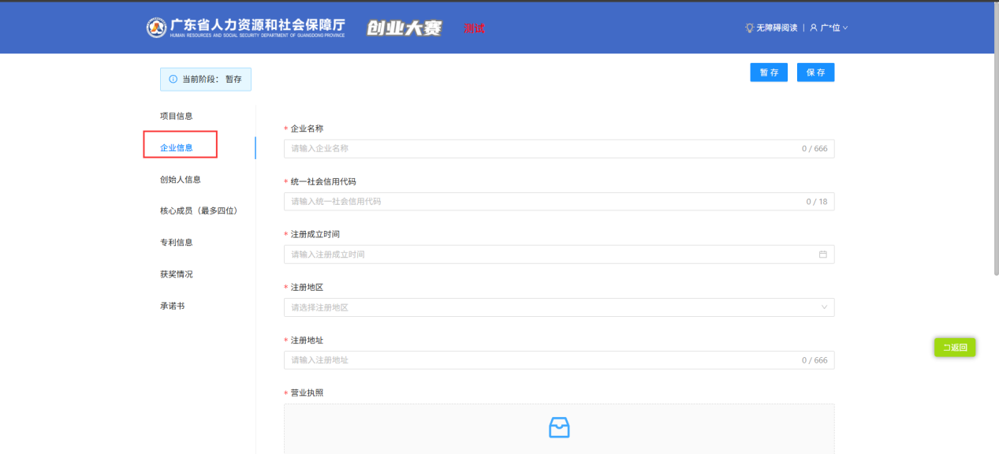 广东省人力资源和社会保障厅
HUMAN RESOURCES AND SOCIAL SECURITY DEPARTMENT OF GUANGDONG PROVINCE
创业大赛
测试
无障碍阅读 | 广*位
当前阶段： 暂存
暂 存
保 存
项目信息
企业信息
创始人信息
核心成员（最多四位）
专利信息
获奖情况
承诺书
* 企业名称
请输入企业名称 0 / 666
* 统一社会信用代码
请输入统一社会信用代码 0 / 18
* 注册成立时间
请输入注册成立时间
* 注册地区
请选择注册地区
* 注册地址
请输入注册地址 0 / 666
* 营业执照
返回